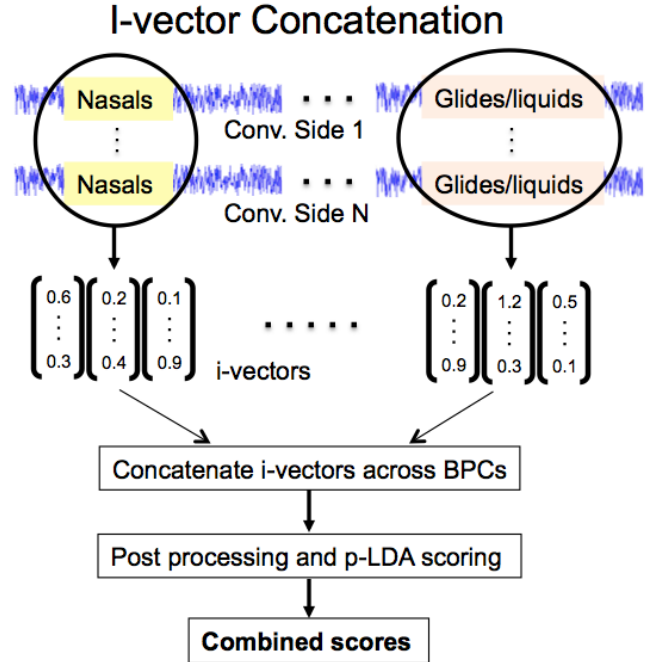 I-vector Concatenation
Nasals Glides/liquids
Conv. Side 1
Nasals Glides/liquids
Conv. Side N
0.6 0.2 0.1 0.2 1.2 0.5
0.3 0.4 0.9 0.9 0.3 0.1
i-vectors
Concatenate i-vectors across BPCs
Post processing and p-LDA scoring
Combined scores